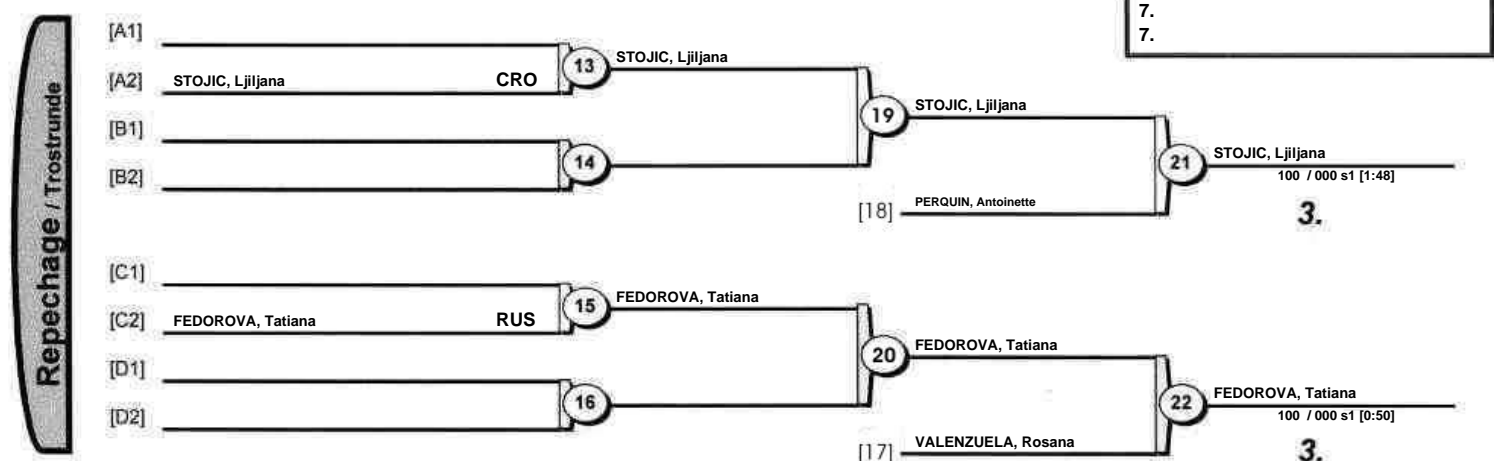 7.
7.
Repechage / Trostrunde
[A1]
[A2] STOJIC, Ljiljana CRO
[B1]
[B2]
13 STOJIC, Ljiljana
14
19 STOJIC, Ljiljana
[18] PERQUIN, Antoinette
21 STOJIC, Ljiljana
100 / 000 s1 [1:48]
3.
[C1]
[C2] FEDOROVA, Tatiana RUS
[D1]
[D2]
15 FEDOROVA, Tatiana
16
20 FEDOROVA, Tatiana
[17] VALENZUELA, Rosana
22 FEDOROVA, Tatiana
100 / 000 s1 [0:50]
3.